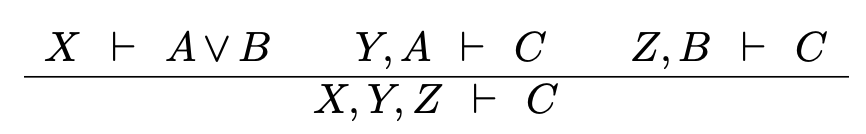 X ⊢ A ∨ B Y, A ⊢ C Z, B ⊢ C
X, Y, Z ⊢ C